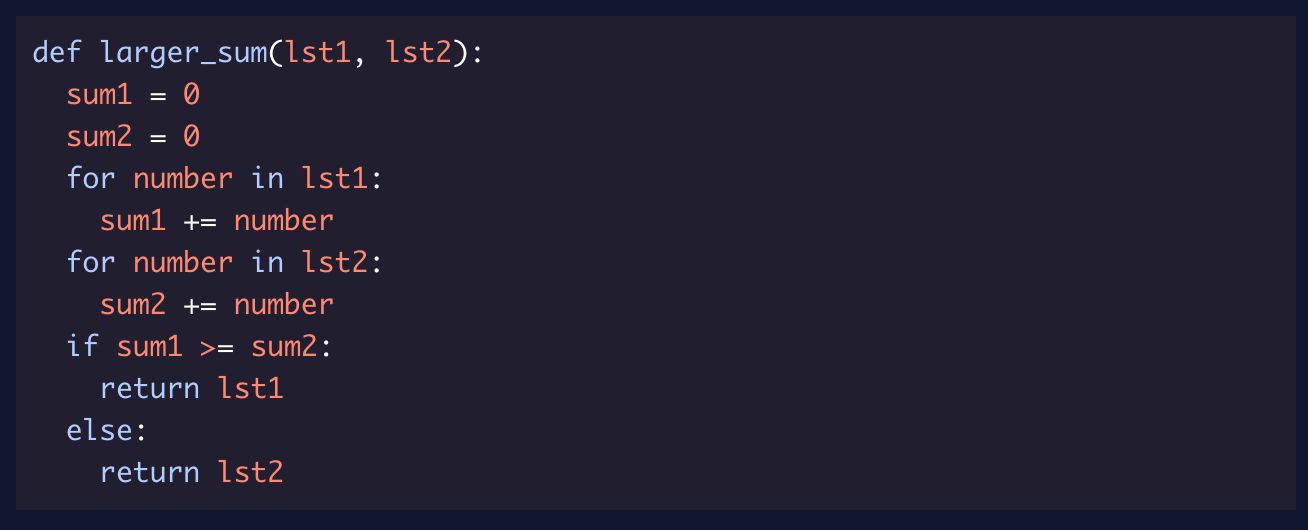 def larger_sum(lst1, lst2):
  sum1 = 0
  sum2 = 0
  for number in lst1:
    sum1 += number
  for number in lst2:
    sum2 += number
  if sum1 >= sum2:
    return lst1
  else:
    return lst2